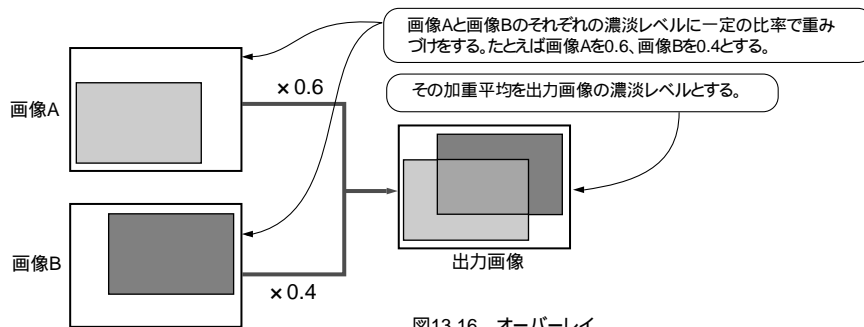 画像Aと画像Bのそれぞれの濃淡レベルに一定の比率で重み
づけをする。たとえば画像Aを0.6、画像Bを0.4とする。
その加重平均を出力画像の濃淡レベルとする。
画像A
×0.6
画像B
×0.4
出力画像
図13.16 オーバーレイ